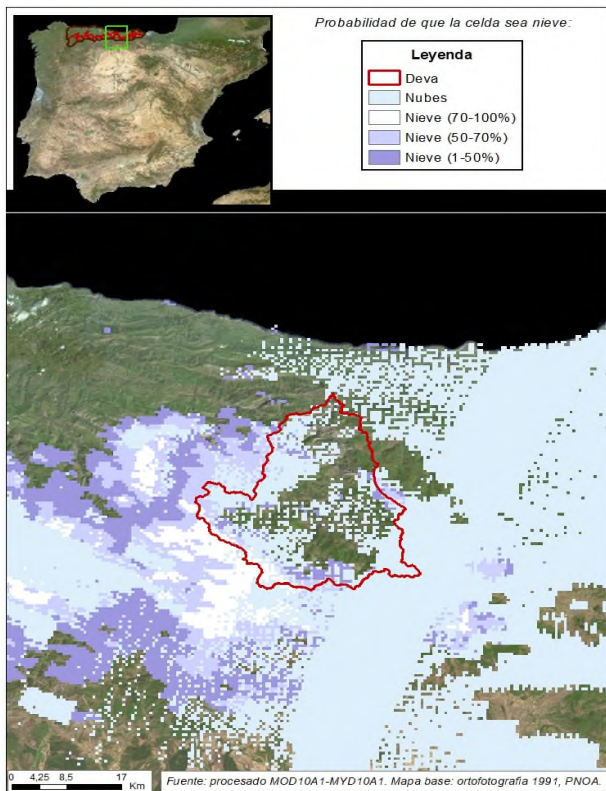 Probabilidad de que la celda sea nieve:
Leyenda
Deva
Nubes
Nieve (70-100%)
Nieve (50-70%)
Nieve (1-50%)
0 4,25 8,5 17
Km
Fuente: procesado MOD10A1-MYD10A1. Mapa base: ortofotografía 1991, PNOA.